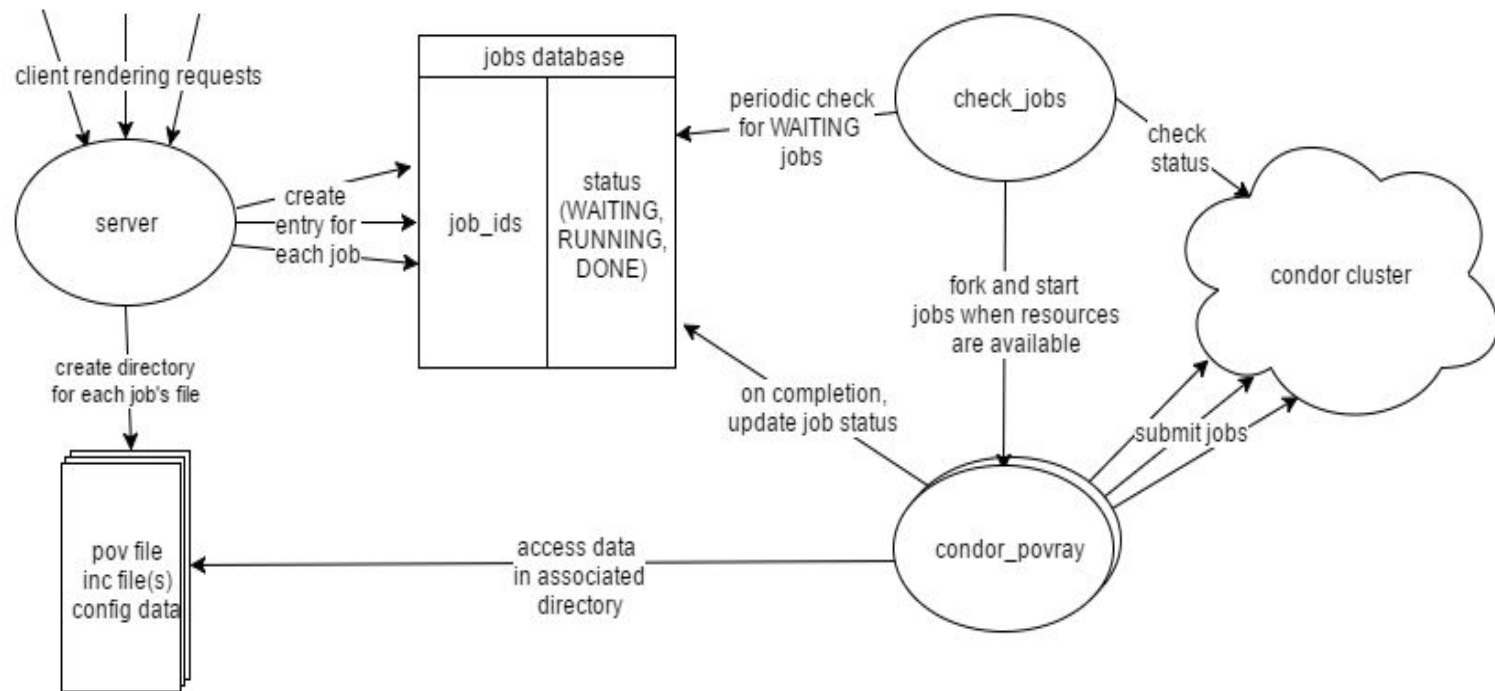 client rendering requests
server
create
entry for
each job
create directory
for each job's file
pov file
inc file(s)
config data
jobs database
job_ids
status
(WAITING,
RUNNING,
DONE)
periodic check
for WAITING
jobs
check_jobs
check
status
condor cluster
fork and start
jobs when resources
are available
on completion,
update job status
submit jobs
condor_povray
access data
in associated
directory